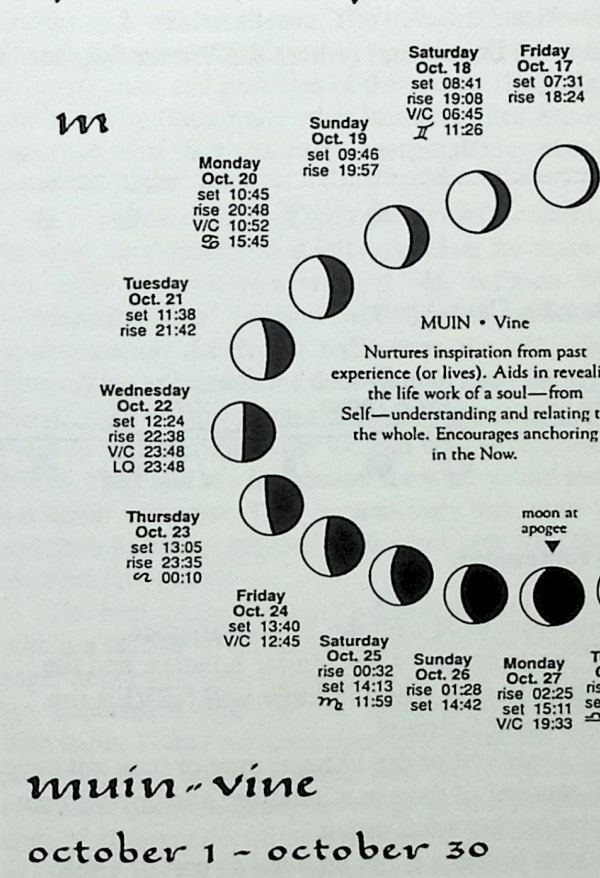 m
Friday
Oct. 17
set 07:31
rise 18:24
Saturday
Oct. 18
set 08:41
rise 19:08
V/C 06:45
♊ 11:26
Sunday
Oct. 19
set 09:46
rise 19:57
Monday
Oct. 20
set 10:45
rise 20:48
V/C 10:52
♋ 15:45
Tuesday
Oct. 21
set 11:38
rise 21:42
Wednesday
Oct. 22
set 12:24
rise 22:38
V/C 23:48
LQ 23:48
Thursday
Oct. 23
set 13:05
rise 23:35
♌ 00:10
Friday
Oct. 24
set 13:40
V/C 12:45
Saturday
Oct. 25
rise 00:32
set 14:13
♍ 11:59
Sunday
Oct. 26
rise 01:28
set 14:42
Monday
Oct. 27
rise 02:25
set 15:11
V/C 19:33
MUIN • Vine
Nurtures inspiration from past
experience (or lives). Aids in
the life work of a soul—from
Self—understanding and relating
the whole. Encourages anchoring
in the Now.
moon at
apogee
muin - vine
october 1 - october 30